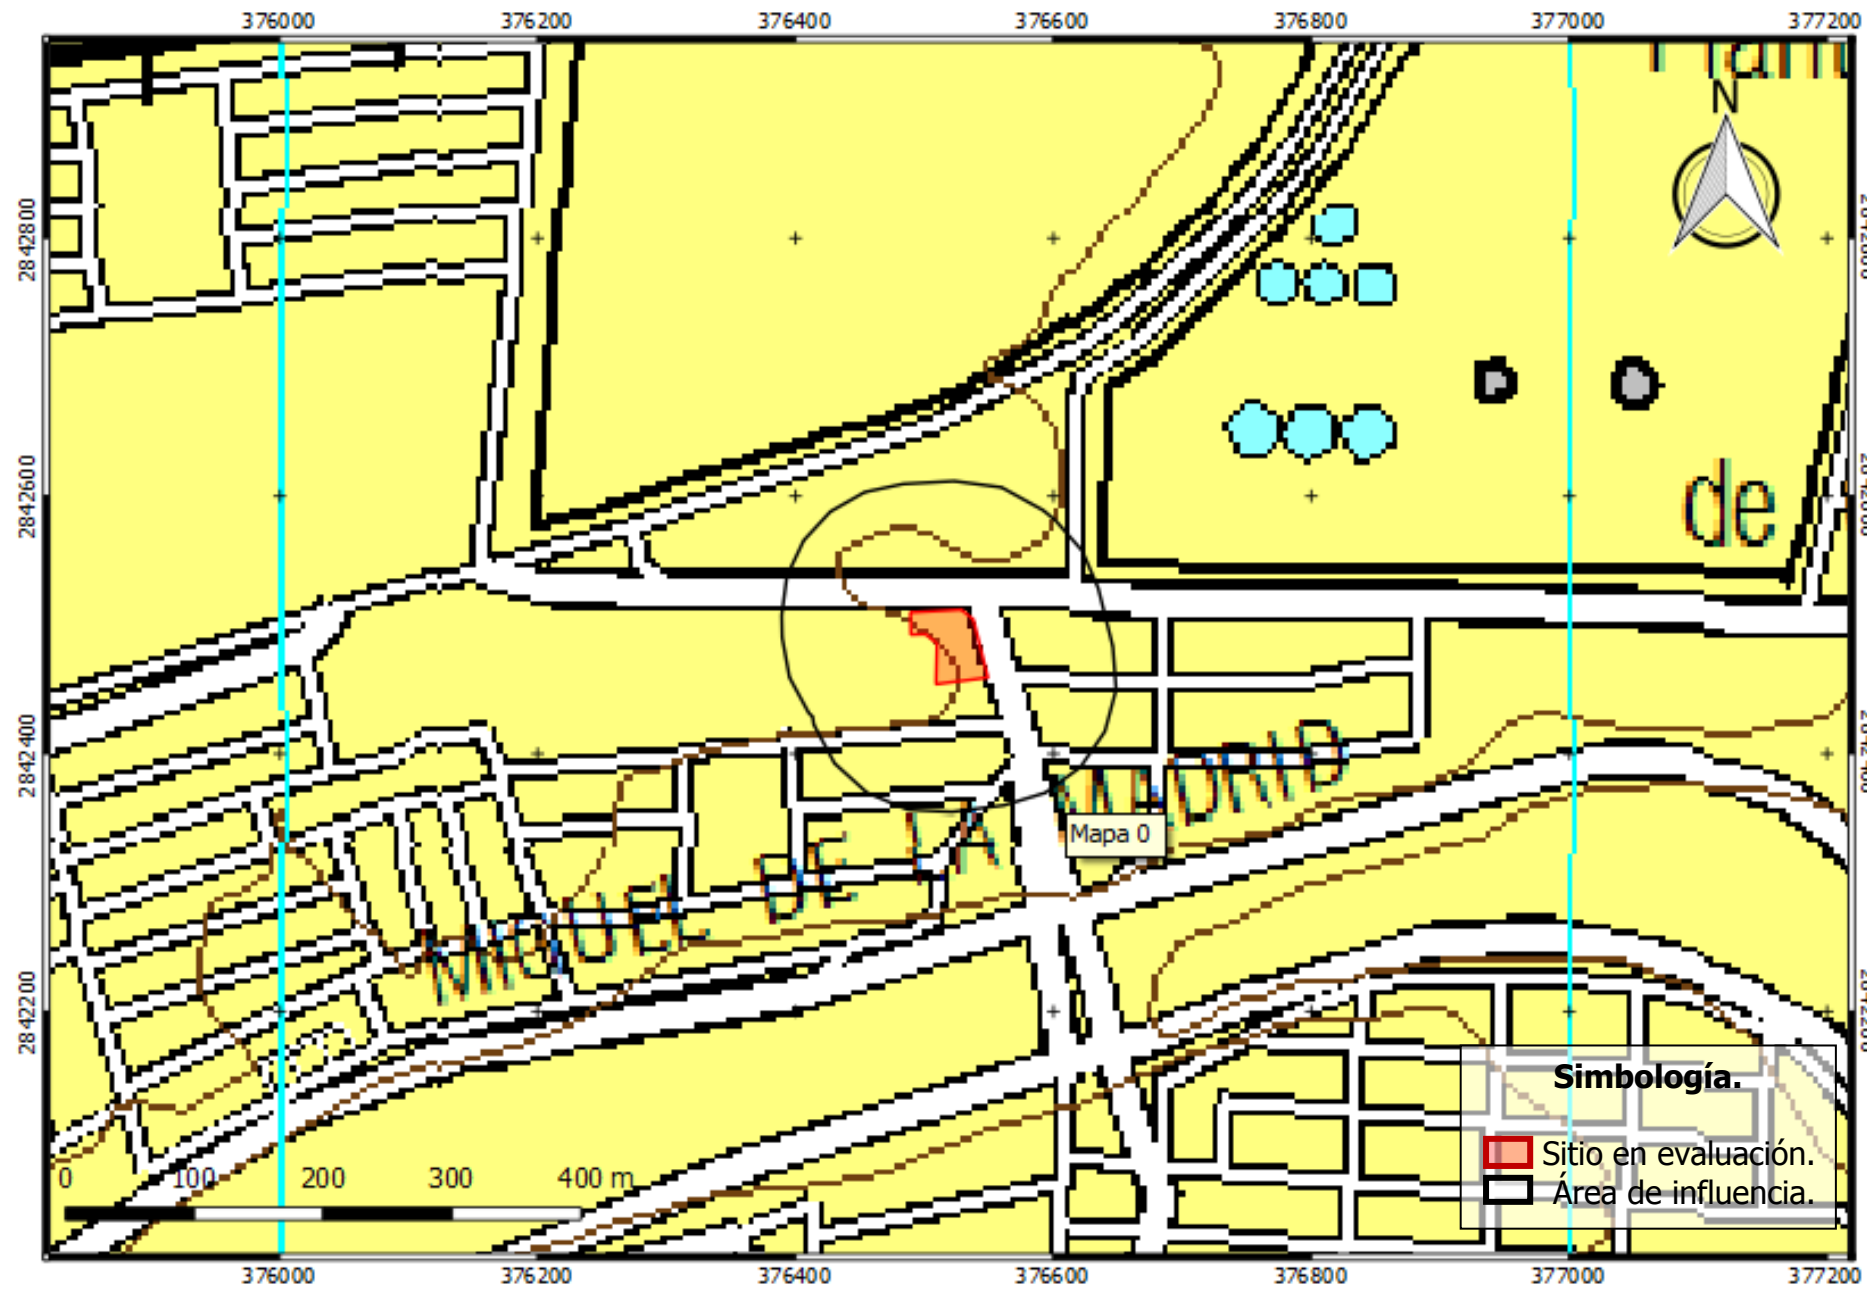 376000 376200 376400 376600 376800 377000 377200
N
2842800
2842600
de
2842400
MIGUEL DE LA MADRID
Mapa 0
2842200
Simbología.
Sitio en evaluación.
Área de influencia.
0 100 200 300 400 m
376000 376200 376400 376600 376800 377000 377200